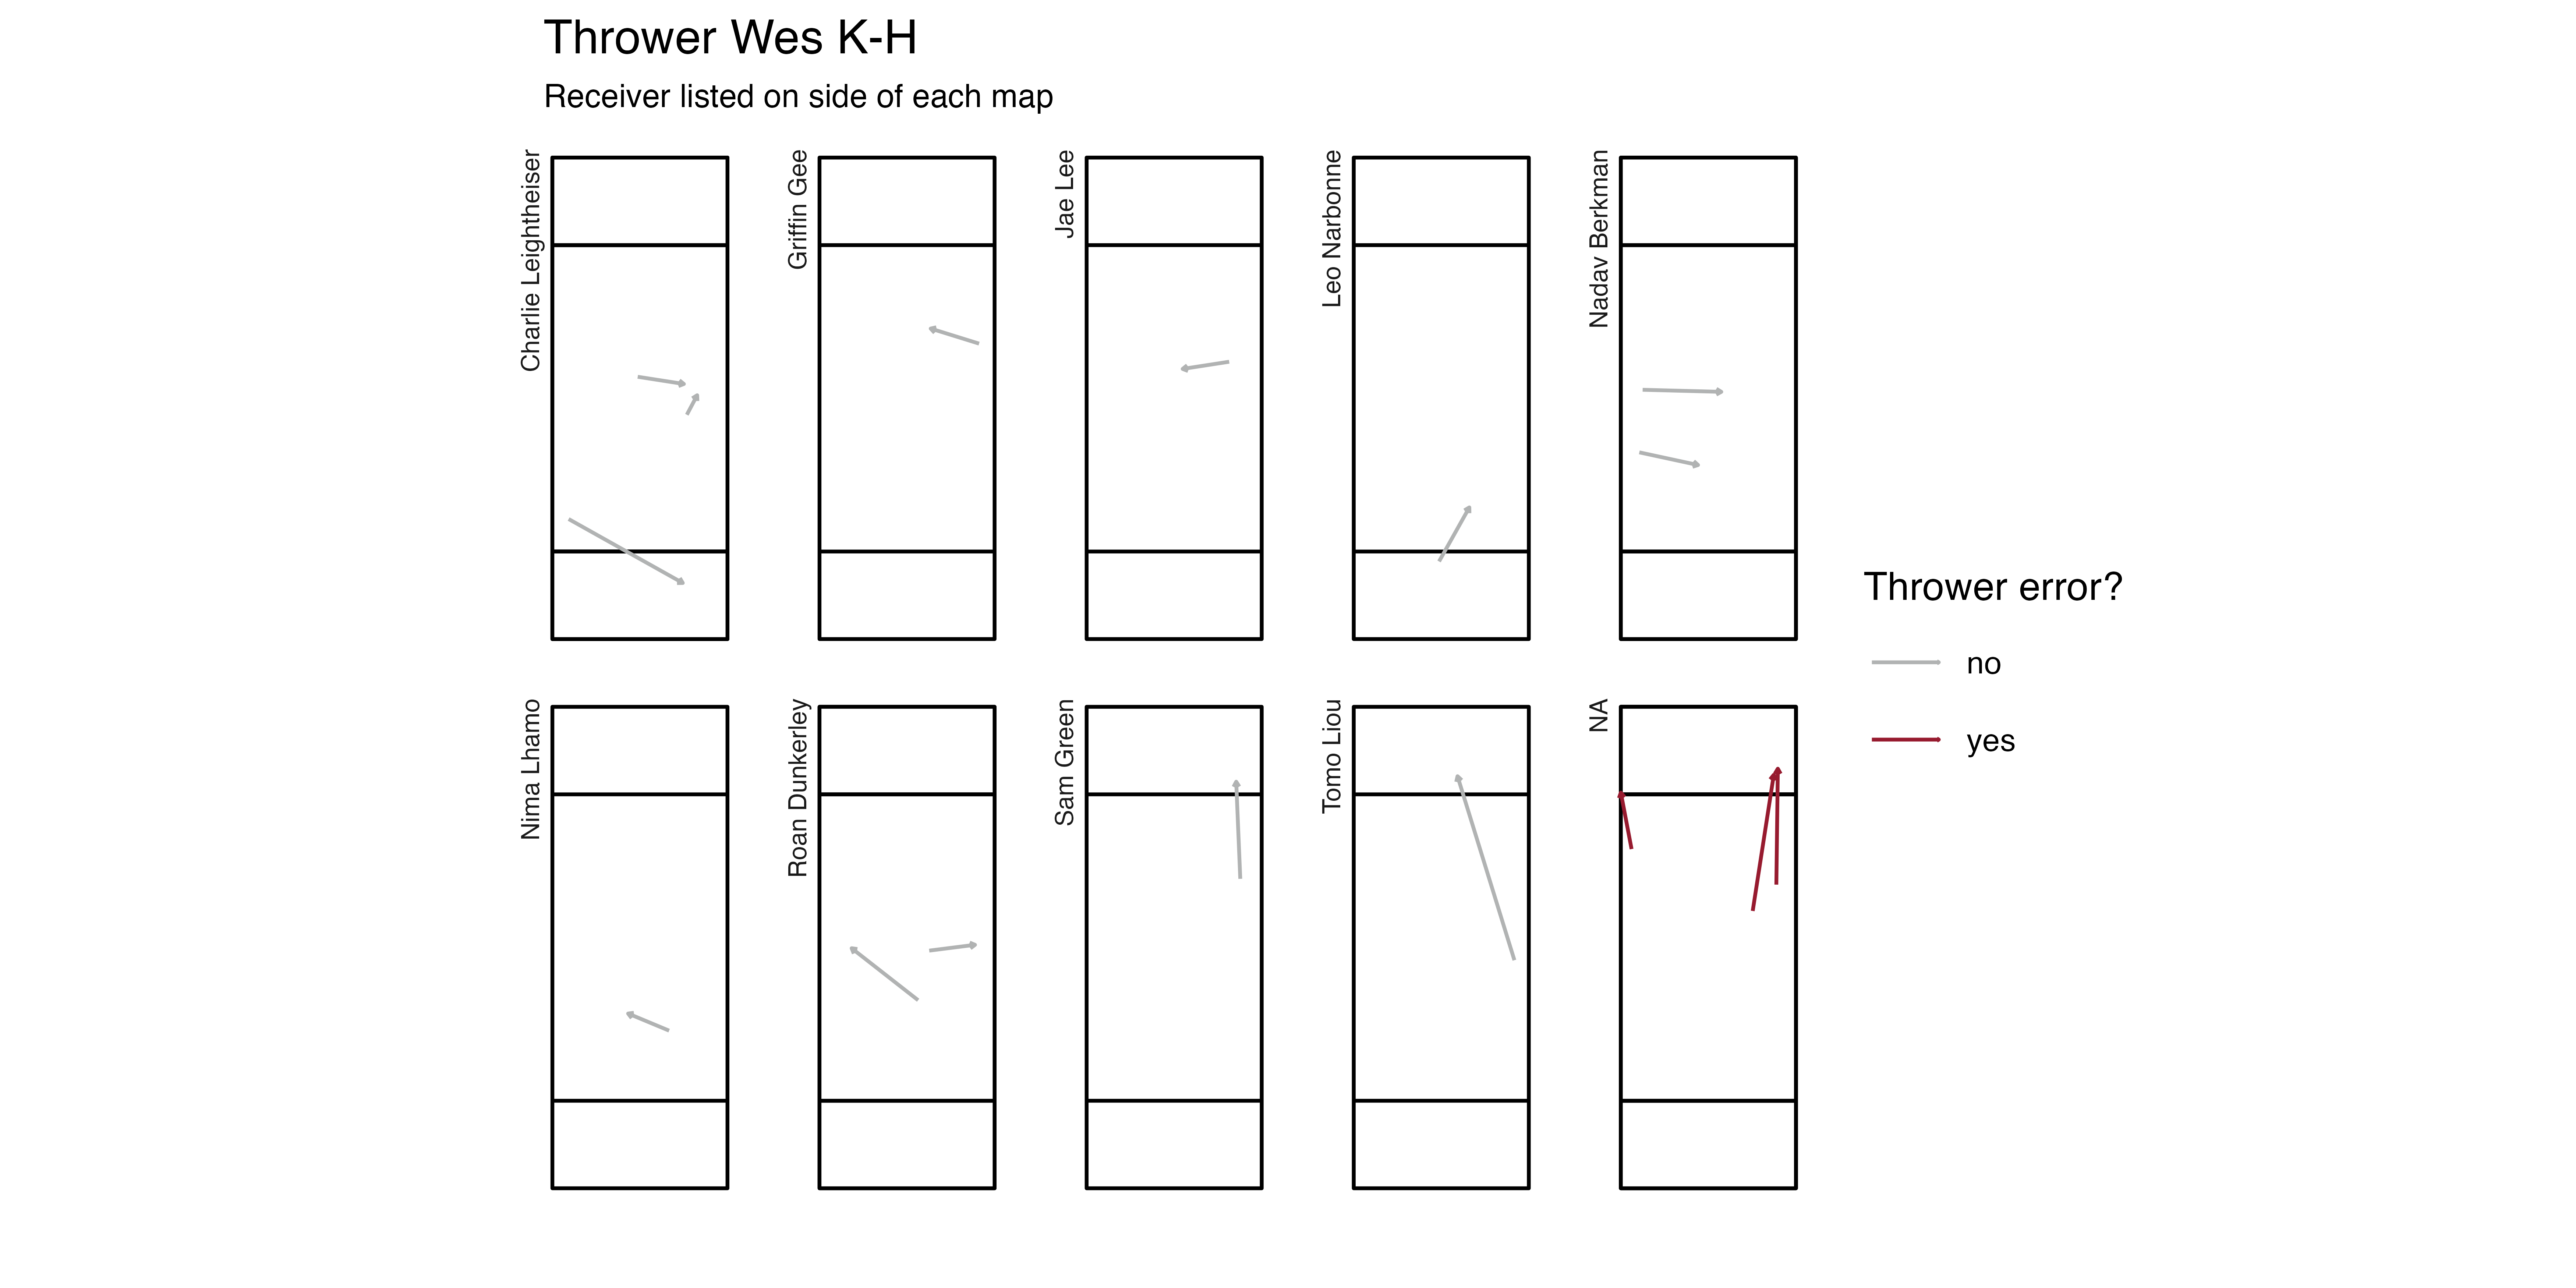 Thrower Wes K-H
Receiver listed on side of each map
Charlie Leightheiser
Griffin Gee
Jae Lee
Leo Narbonne
Nadav Berkman
Nima Lhamo
Roan Dunkerley
Sam Green
Tomo Liou
NA
Thrower error?
no
yes